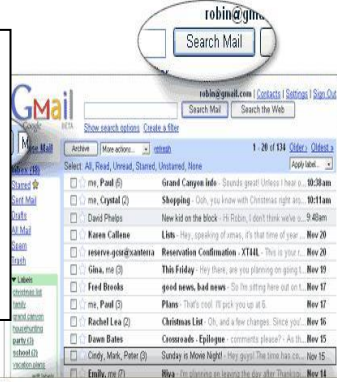 robin@gm
Search Mail
robin@gmail.com | Contacts | Settings | Sign Out
GMail
BETA
Search Mail Search the Web
Show search options Create a filter
Mail
Archive More actions... refresh 1 - 20 of 134 Older › Oldest »
Select: All, Read, Unread, Starred, Unstarred, None Apply label...
Inbox
Starred
Sent Mail
Drafts
All Mail
Spam
Trash
Labels
christmas list
family
grand canyon
househunting
party (3)
school (2)
vacation plans
me, Paul (5) Grand Canyon info - Sounds great! Unless I hear o... 10:38am
me, Crystal (2) Shopping - Ooh, you know with Christmas right aro... 10:11am
David Phelps New kid on the block - Hi Robin, I don't think we've o... 9:48am
Karen Callene Lists - Hey, speaking of xmas, it's that time of year ... Nov 20
reserve-gcsr@xanterra Reservation Confirmation - XT44L - This is your r... Nov 20
Gina, me (3) This Friday - Hey there, are you planning on going t... Nov 19
Fred Brooks good news, bad news - So I'm sitting here out on t... Nov 17
me, Paul (3) Plans - That's cool. I'll pick you up at 6. Nov 17
Rachel Lea (2) Christmas List - Oh, and a few changes. Since you' Nov 16
Dawn Bates Crossroads - Epilogue - comments please? - As th... Nov 15
Cindy, Mark, Peter (3) Sunday is Movie Night! - Hey guys! The time has co... Nov 15
Emily, me (7) Hiya - I'm planning on leaving the day after Thanksgiv... Nov 14